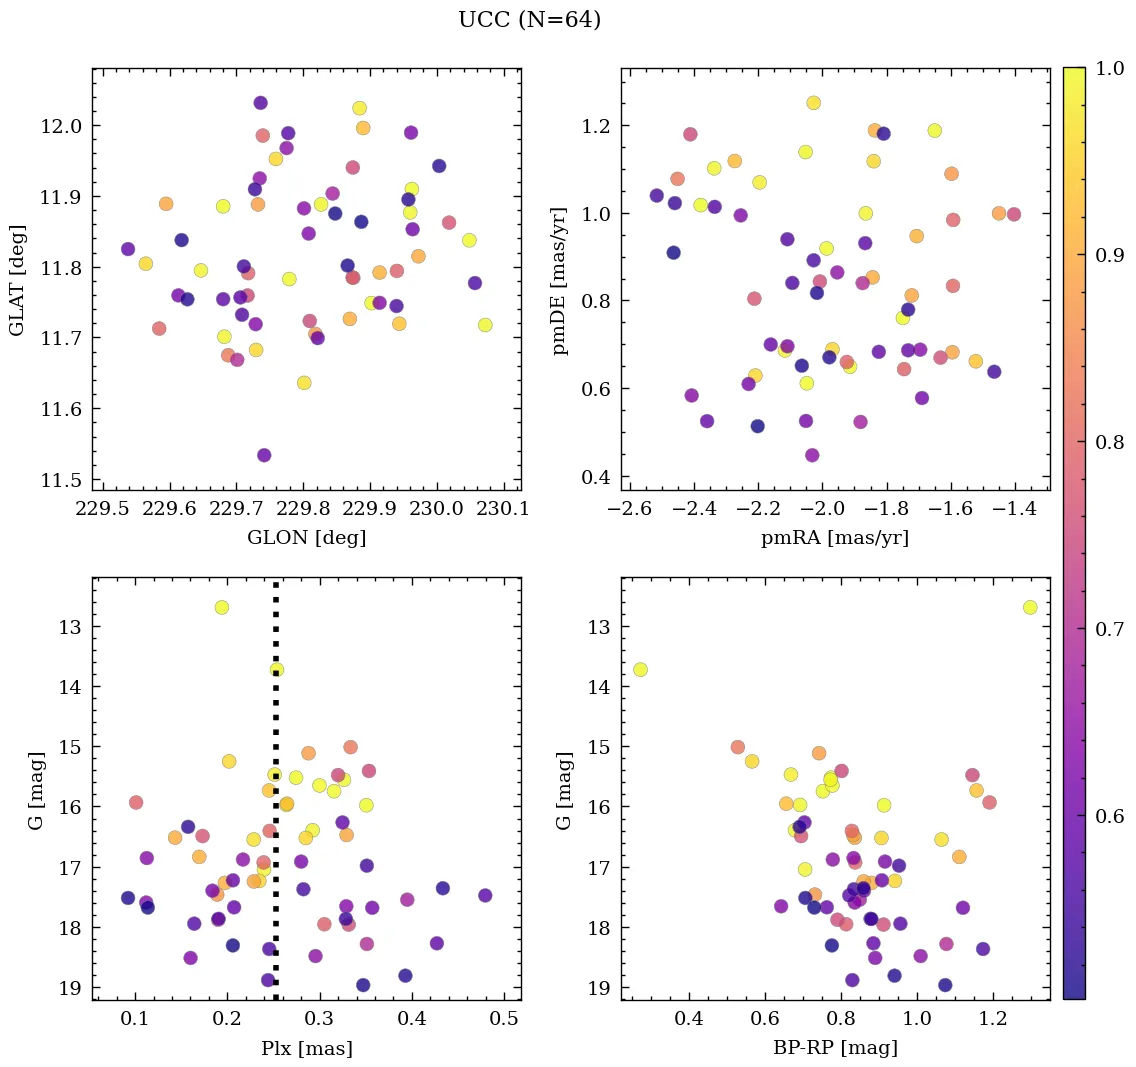 UCC (N=64)
12.0
11.9
11.8
11.7
11.6
11.5
GLAT [deg]
229.5 229.6 229.7 229.8 229.9 230.0 230.1
GLON [deg]
1.2
1.0
0.8
0.6
0.4
pmDE [mas/yr]
−2.6 −2.4 −2.2 −2.0 −1.8 −1.6 −1.4
pmRA [mas/yr]
1.0
0.9
0.8
0.7
0.6
13
14
15
16
17
18
19
G [mag]
0.1 0.2 0.3 0.4 0.5
Plx [mas]
13
14
15
16
17
18
19
G [mag]
0.4 0.6 0.8 1.0 1.2
BP-RP [mag]